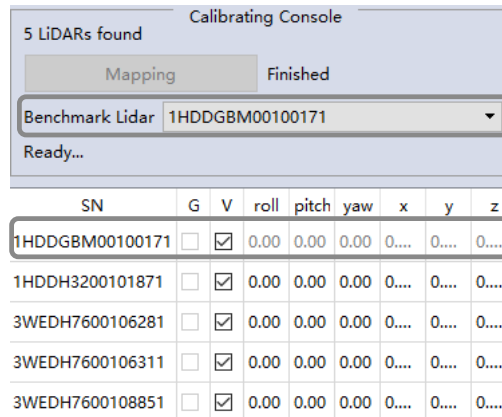 Calibrating Console
5 LiDARs found
Mapping Finished
Benchmark Lidar 1HDDGBM00100171
Ready...
SN G V roll pitch yaw x y z
1HDDGBM00100171 0.00 0.00 0.00 0.... 0.... 0....
1HDDH3200101871 0.00 0.00 0.00 0.... 0.... 0....
3WEDH7600106281 0.00 0.00 0.00 0.... 0.... 0....
3WEDH7600106311 0.00 0.00 0.00 0.... 0.... 0....
3WEDH7600108851 0.00 0.00 0.00 0.... 0.... 0....